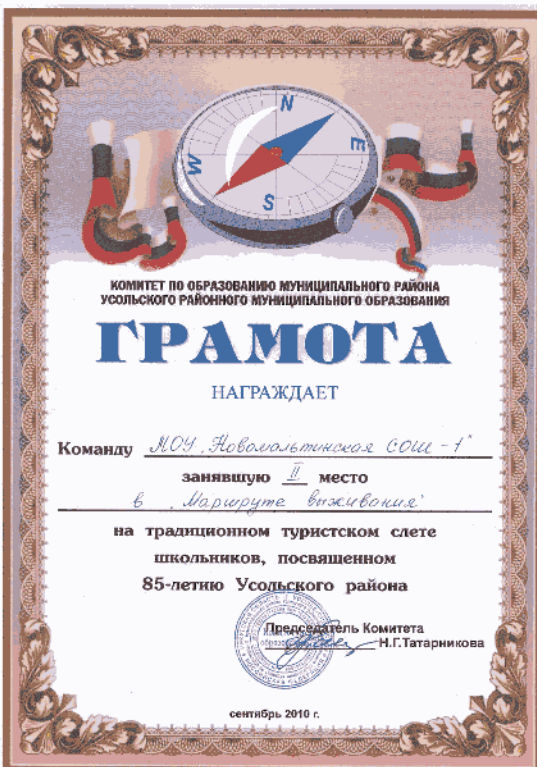 N
E
S
W
КОМИТЕТ ПО ОБРАЗОВАНИЮ МУНИЦИПАЛЬНОГО РАЙОНА
УСОЛЬСКОГО РАЙОННОГО МУНИЦИПАЛЬНОГО ОБРАЗОВАНИЯ
ГРАМОТА
НАГРАЖДАЕТ
Команду МОУ "Новомальтинская СОШ-1"
занявшую II место
в "Маршруте выживания"
на традиционном туристском слете
школьников, посвященном
85-летию Усольского района
Председатель Комитета
Н.Г.Татарникова
сентябрь 2010 г.